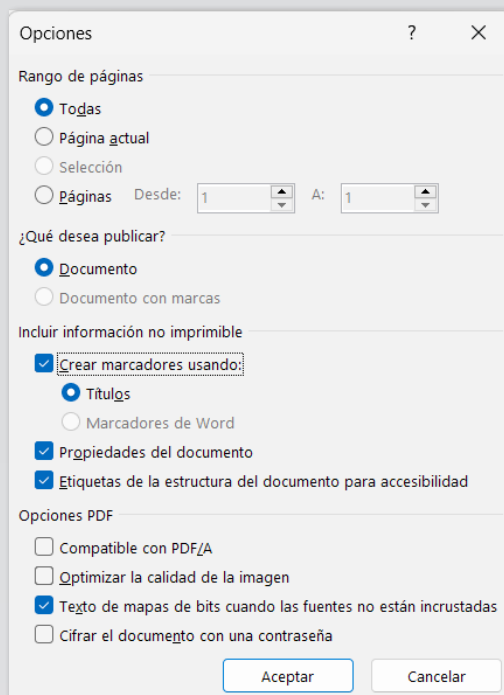 Opciones ?
Rango de páginas
Todas
Página actual
Selección
Páginas Desde: 1 A: 1
¿Qué desea publicar?
Documento
Documento con marcas
Incluir información no imprimible
Crear marcadores usando:
Títulos
Marcadores de Word
Propiedades del documento
Etiquetas de la estructura del documento para accesibilidad
Opciones PDF
Compatible con PDF/A
Optimizar la calidad de la imagen
Texto de mapas de bits cuando las fuentes no están incrustadas
Cifrar el documento con una contraseña
Aceptar Cancelar